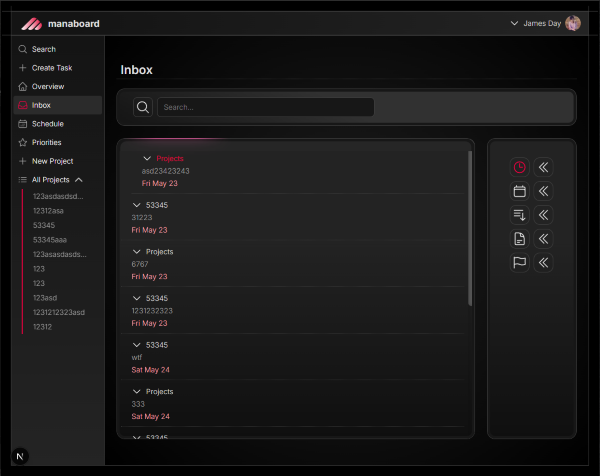 manaboard
James Day
Search
Create Task
Overview
Inbox
Schedule
Priorities
New Project
All Projects
123asdasdsd...
12312asa
53345
53345aaa
123asasdasds...
123
123
123asd
1231212323asd
12312
N
Inbox
Search...
Projects
asd23423243
Fri May 23
53345
31223
Fri May 23
Projects
6767
Fri May 23
53345
1231232323
Fri May 23
53345
wtf
Sat May 24
Projects
333
Sat May 24
53345